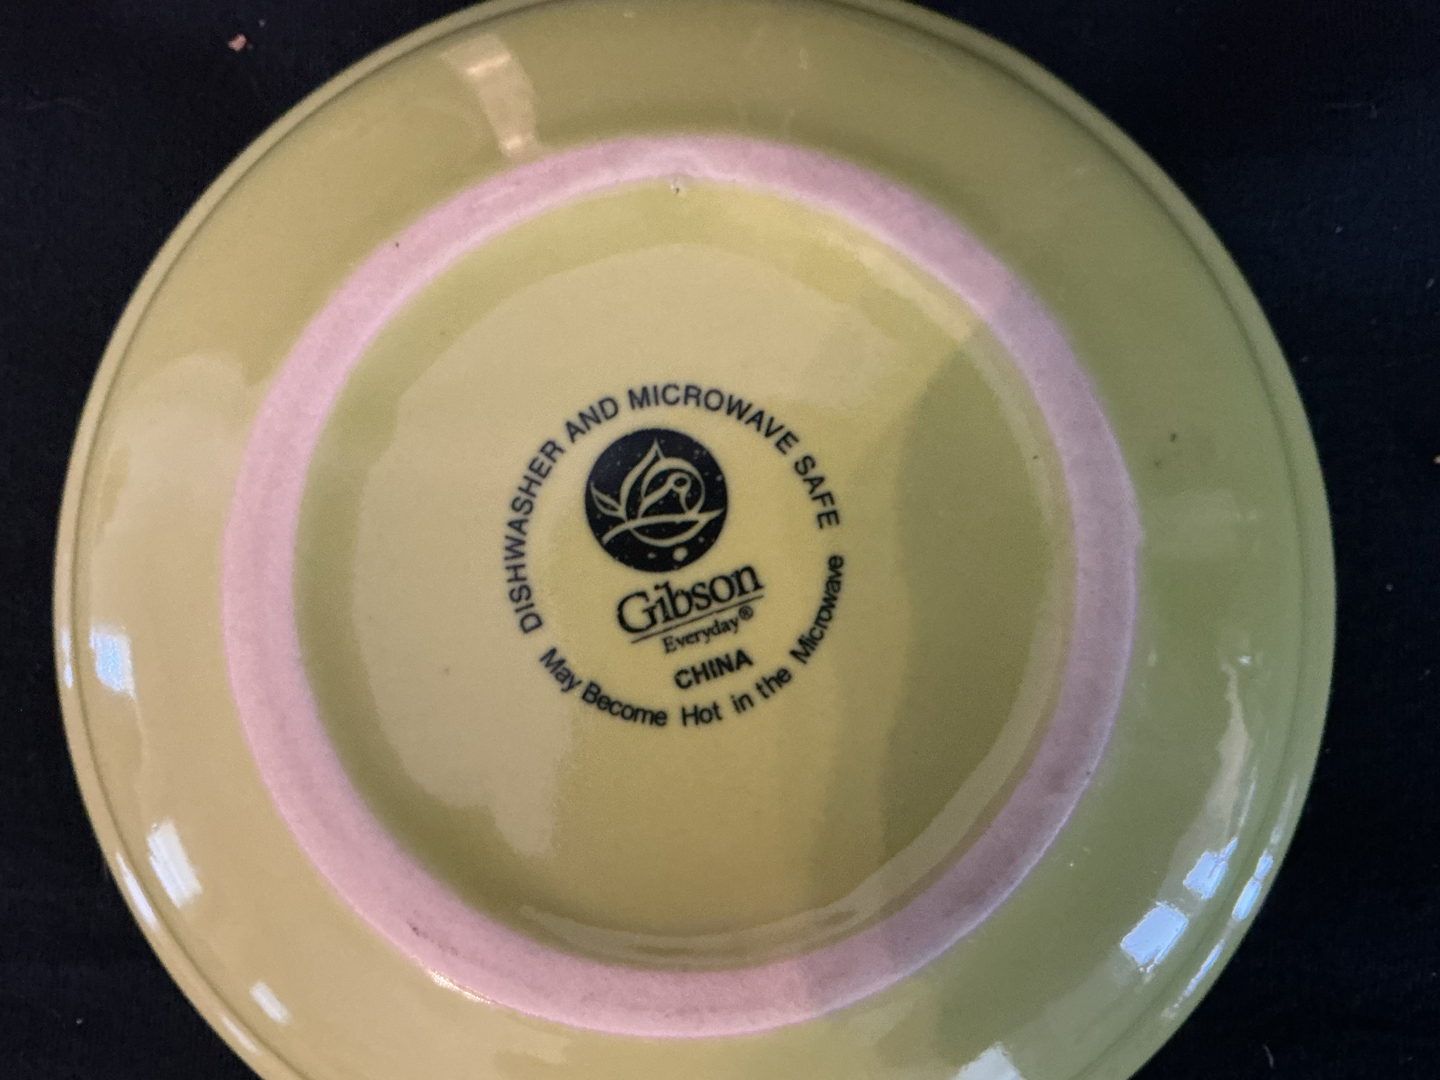 DISHWASHER AND MICROWAVE SAFE
Gibson
Everyday®
CHINA
May Become Hot in the Microwave